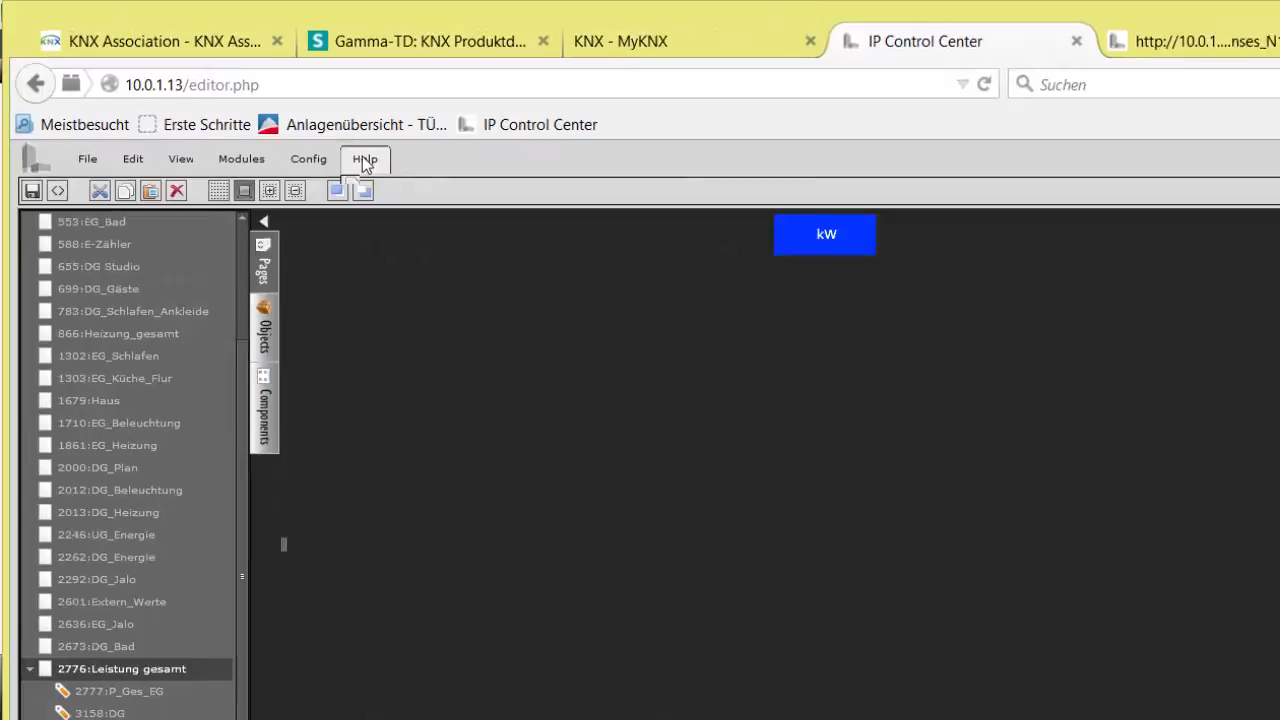 KNX Association - KNX Ass...
Gamma-TD: KNX Produktd...
KNX - MyKNX
IP Control Center
http://10.0.1....nses_N1
10.0.1.13/editor.php
Suchen
Meistbesucht
Erste Schritte
Anlagenübersicht - TÜ...
IP Control Center
File
Edit
View
Modules
Config
Help
553:EG_Bad
588:E-Zähler
655:DG Studio
699:DG_Gäste
783:DG_Schlafen_Ankleide
866:Heizung_gesamt
1302:EG_Schlafen
1303:EG_Küche_Flur
1679:Haus
1710:EG_Beleuchtung
1861:EG_Heizung
2000:DG_Plan
2012:DG_Beleuchtung
2013:DG_Heizung
2246:UG_Energie
2262:DG_Energie
2292:DG_Jalo
2601:Extern_Werte
2636:EG_Jalo
2673:DG_Bad
2776:Leistung gesamt
2777:P_Ges_EG
3158:DG
Pages
Objects
Components
kW